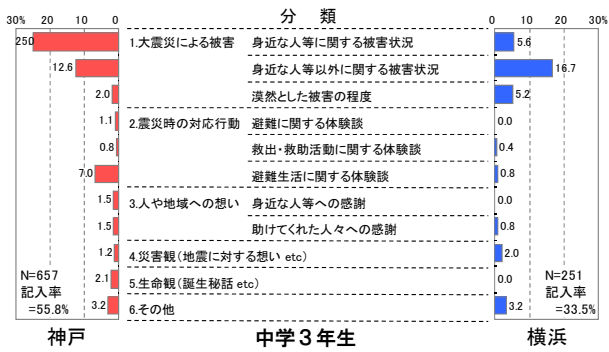 分 類
30% 20 10 0
0 10 20 30%
250 1.大震災による被害 身近な人等に関する被害状況 5.6
12.6 身近な人等以外に関する被害状況 16.7
2.0 漠然とした被害の程度 5.2
1.1 2.震災時の対応行動 避難に関する体験談 0.0
0.8 救出・救助活動に関する体験談 0.4
7.0 避難生活に関する体験談 0.8
1.5 3.人や地域への想い 身近な人等への感謝 0.0
1.5 助けてくれた人々への感謝 0.8
1.2 4.災害観(地震に対する想い etc) 2.0
2.1 5.生命観(誕生秘話 etc) 0.0
3.2 6.その他 3.2
N=657
記入率
=55.8%
N=251
記入率
=33.5%
神戸 中学3年生 横浜